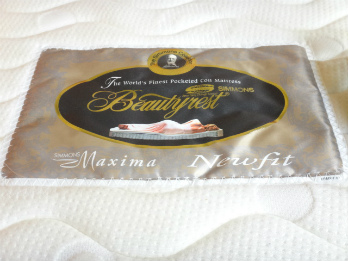 The World's Finest Pocketed Coil Mattress
SIMMONS
Beautyrest
SIMMONS Maxima Newfit